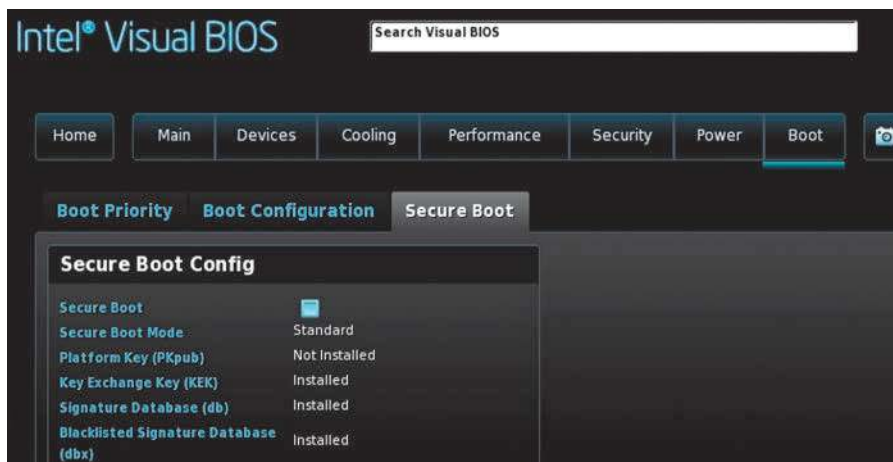 Intel® Visual BIOS
Search Visual BIOS
Home Main Devices Cooling Performance Security Power Boot
Boot Priority Boot Configuration Secure Boot
Secure Boot Config
Secure Boot
Secure Boot Mode Standard
Platform Key (PKpub) Not Installed
Key Exchange Key (KEK) Installed
Signature Database (db) Installed
Blacklisted Signature Database
(dbx) Installed